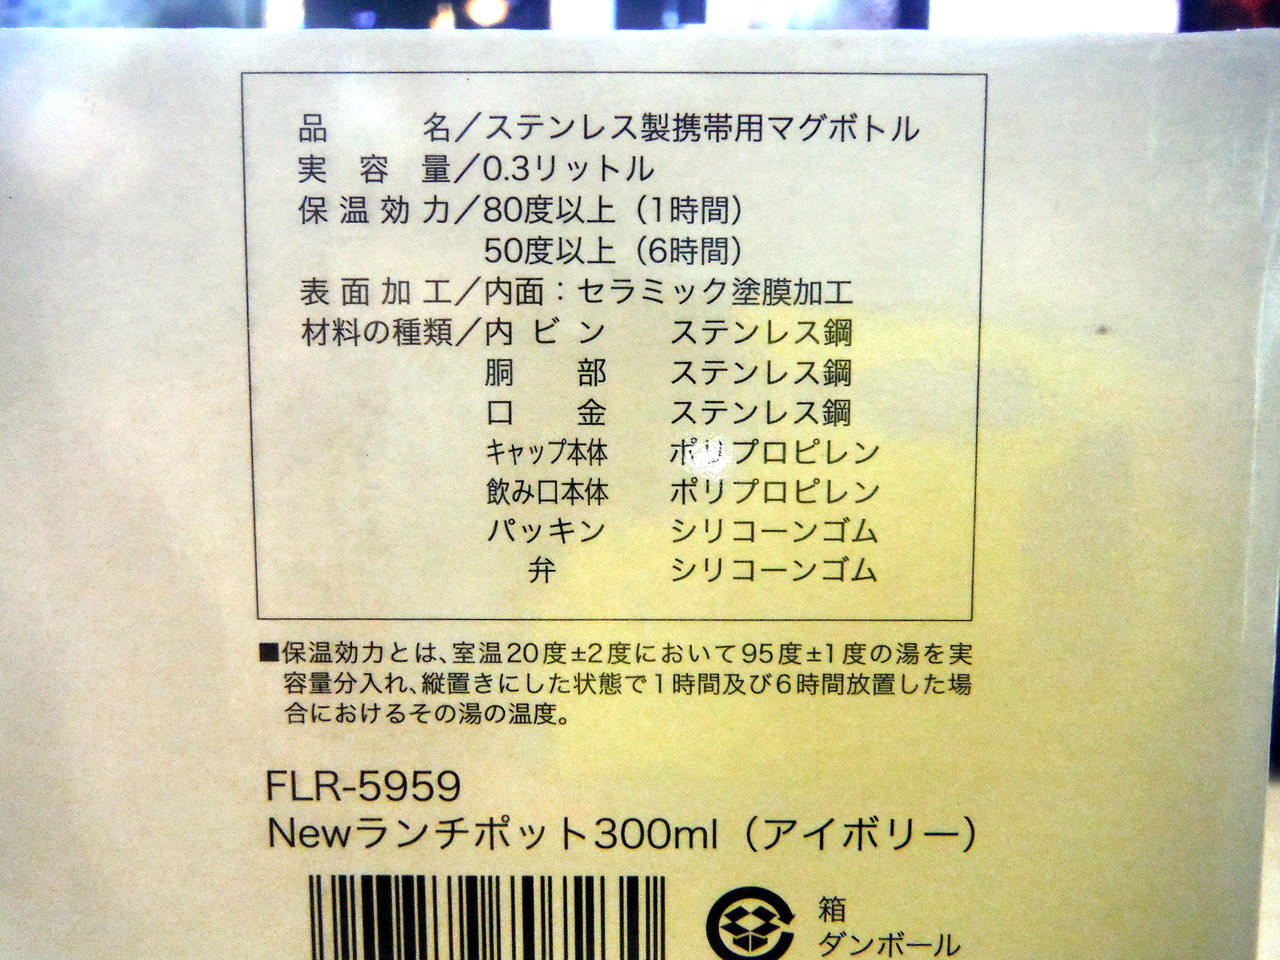 品名／ステンレス製携帯用マグボトル
実容量／0.3リットル
保温効力／80度以上（1時間）
50度以上（6時間）
表面加工／内面：セラミック塗膜加工
材料の種類／内ビン ステンレス鋼
胴部 ステンレス鋼
口金 ステンレス鋼
キャップ本体 ポリプロピレン
飲み口本体 ポリプロピレン
パッキン シリコーンゴム
弁 シリコーンゴム
■保温効力とは、室温20度±2度において95度±1度の湯を実
容量分入れ、縦置きにした状態で1時間及び6時間放置した場
合におけるその湯の温度。
FLR-5959
Newランチポット300ml（アイボリー）
箱
ダンボール